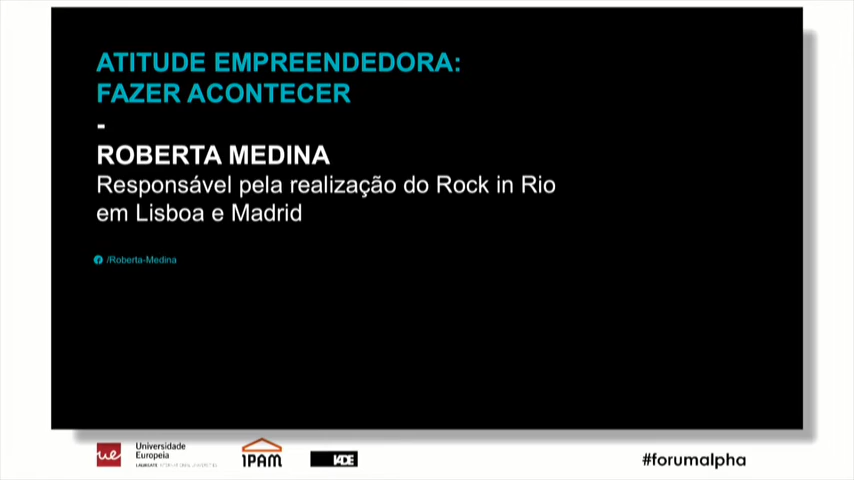 ATITUDE EMPREENDEDORA:
FAZER ACONTECER
-
ROBERTA MEDINA
Responsável pela realização do Rock in Rio
em Lisboa e Madrid
/Roberta-Medina
ue
Universidade
Europeia
IPAM
IADE
#forumalpha